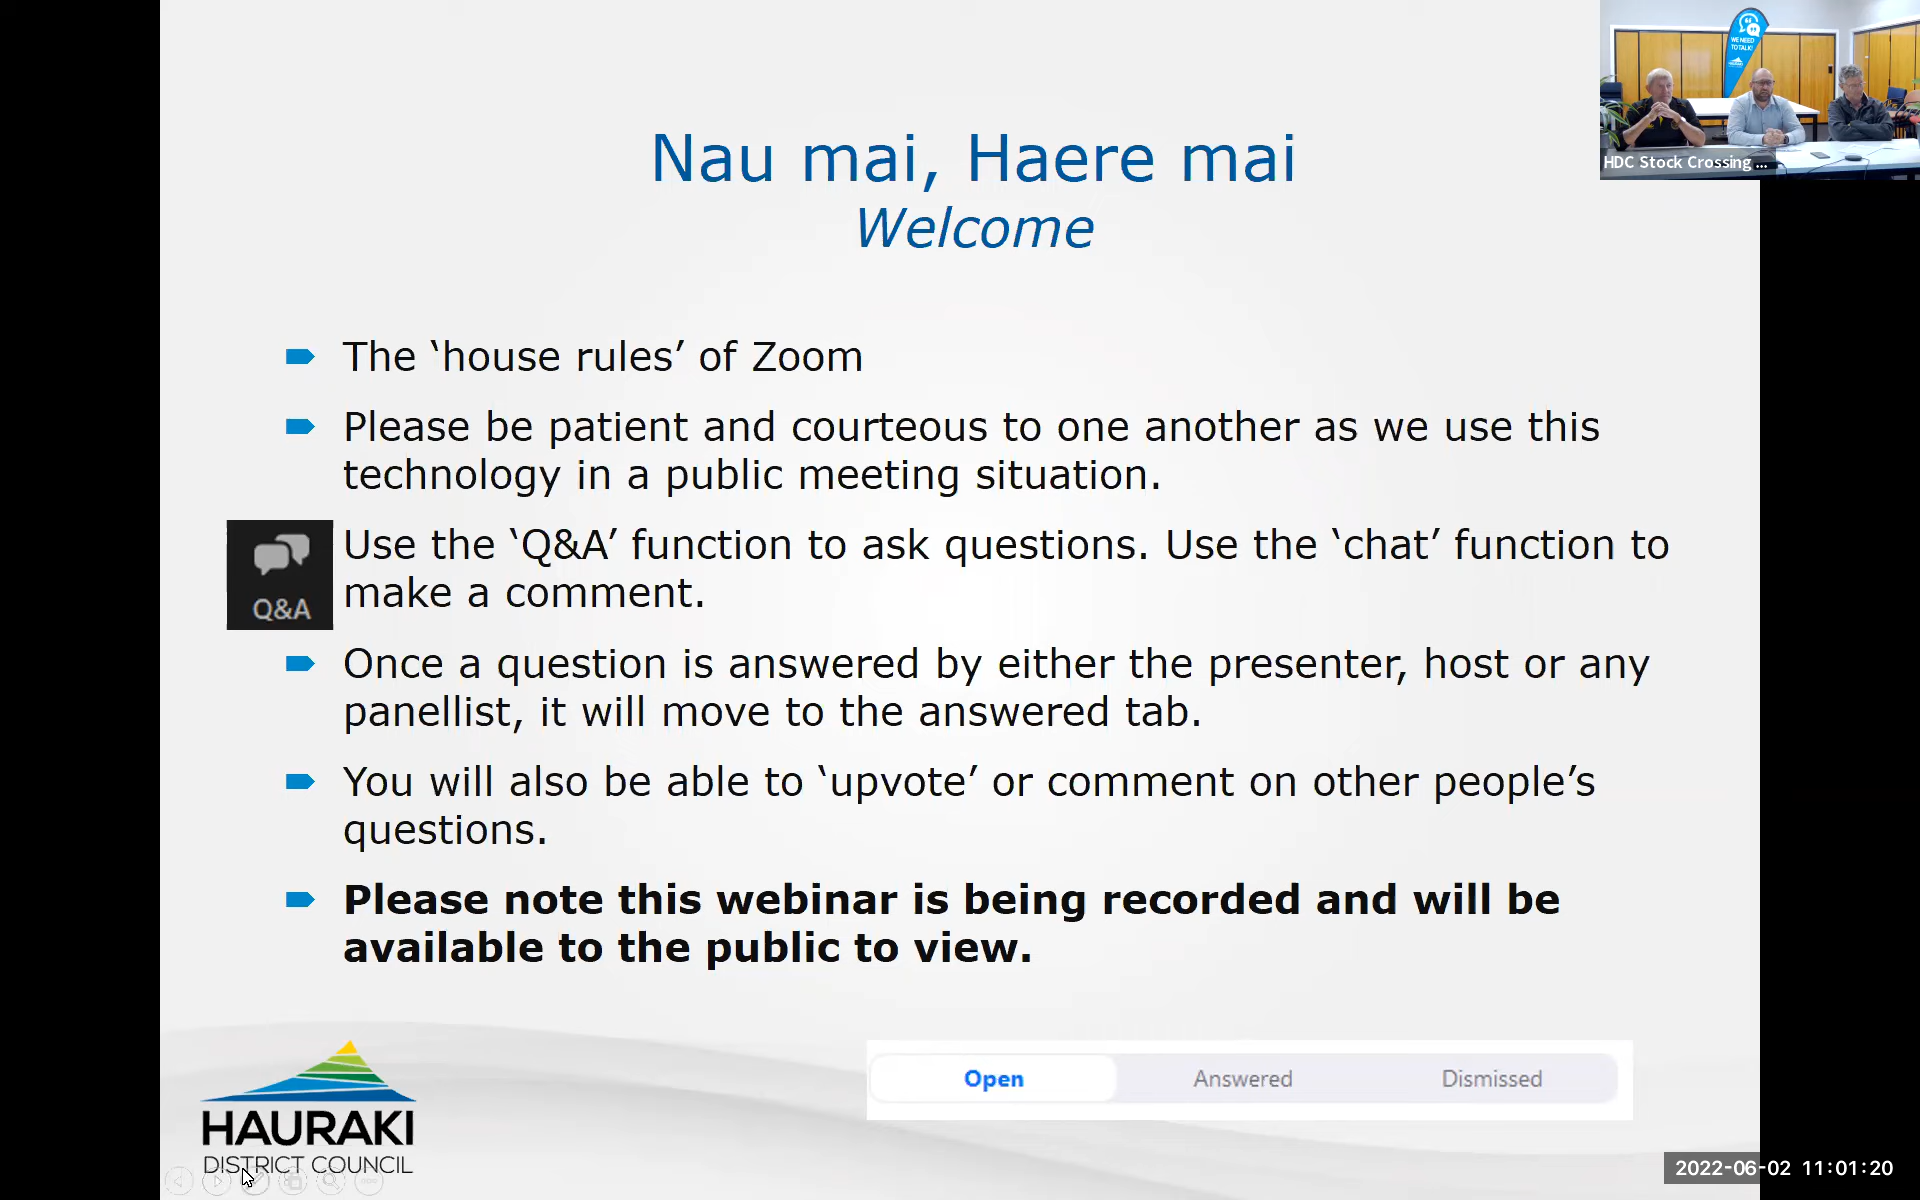 WE NEED
TO TALK!
HDC Stock Crossing ...
Nau mai, Haere mai
Welcome
The ‘house rules’ of Zoom
Please be patient and courteous to one another as we use this
technology in a public meeting situation.
Q&A
Use the ‘Q&A’ function to ask questions. Use the ‘chat’ function to
make a comment.
Once a question is answered by either the presenter, host or any
panellist, it will move to the answered tab.
You will also be able to ‘upvote’ or comment on other people’s
questions.
Please note this webinar is being recorded and will be
available to the public to view.
HAURAKI
DISTRICT COUNCIL
Open Answered Dismissed
2022-06-02 11:01:20